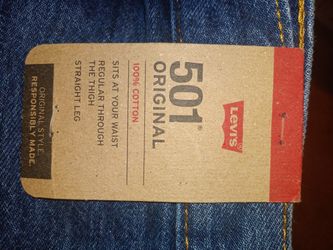 Levi's
501®
ORIGINAL
100% COTTON
SITS AT YOUR WAIST
REGULAR THROUGH
THE THIGH
STRAIGHT LEG
ORIGINAL STYLE.
RESPONSIBLY MADE.